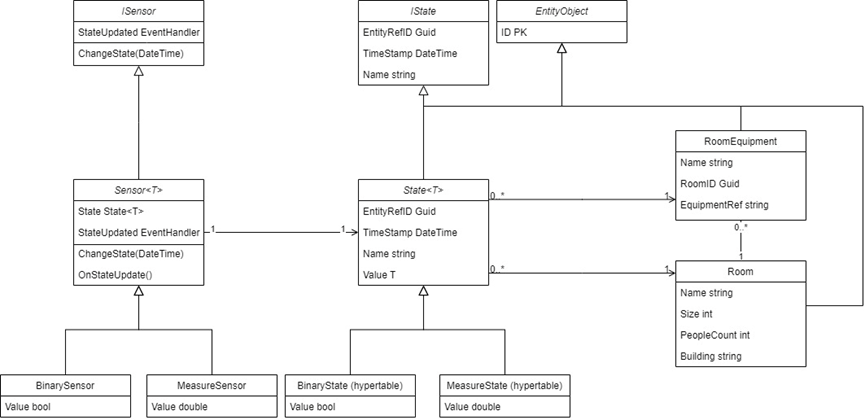 ISensor
StateUpdated EventHandler
ChangeState(DateTime)
IState
EntityRefID Guid
TimeStamp DateTime
Name string
EntityObject
ID PK
RoomEquipment
Name string
RoomID Guid
EquipmentRef string
Sensor<T>
State State<T>
StateUpdated EventHandler
ChangeState(DateTime)
OnStateUpdate()
1
1
State<T>
EntityRefID Guid
TimeStamp DateTime
Name string
Value T
0..*
1
0..*
1
0..*
1
Room
Name string
Size int
PeopleCount int
Building string
BinarySensor
Value bool
MeasureSensor
Value double
BinaryState (hypertable)
Value bool
MeasureState (hypertable)
Value double